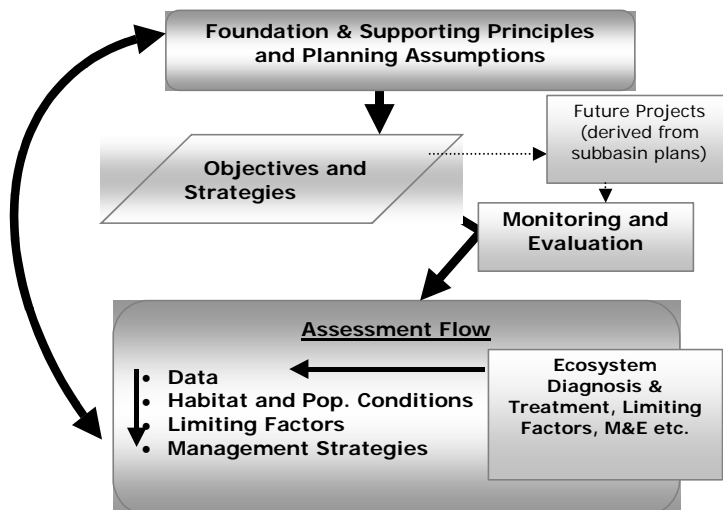 Foundation & Supporting Principles
and Planning Assumptions
Future Projects
(derived from
subbasin plans)
Objectives and
Strategies
Monitoring and
Evaluation
Assessment Flow
• Data
• Habitat and Pop. Conditions
• Limiting Factors
• Management Strategies
Ecosystem
Diagnosis &
Treatment, Limiting
Factors, M&E etc.